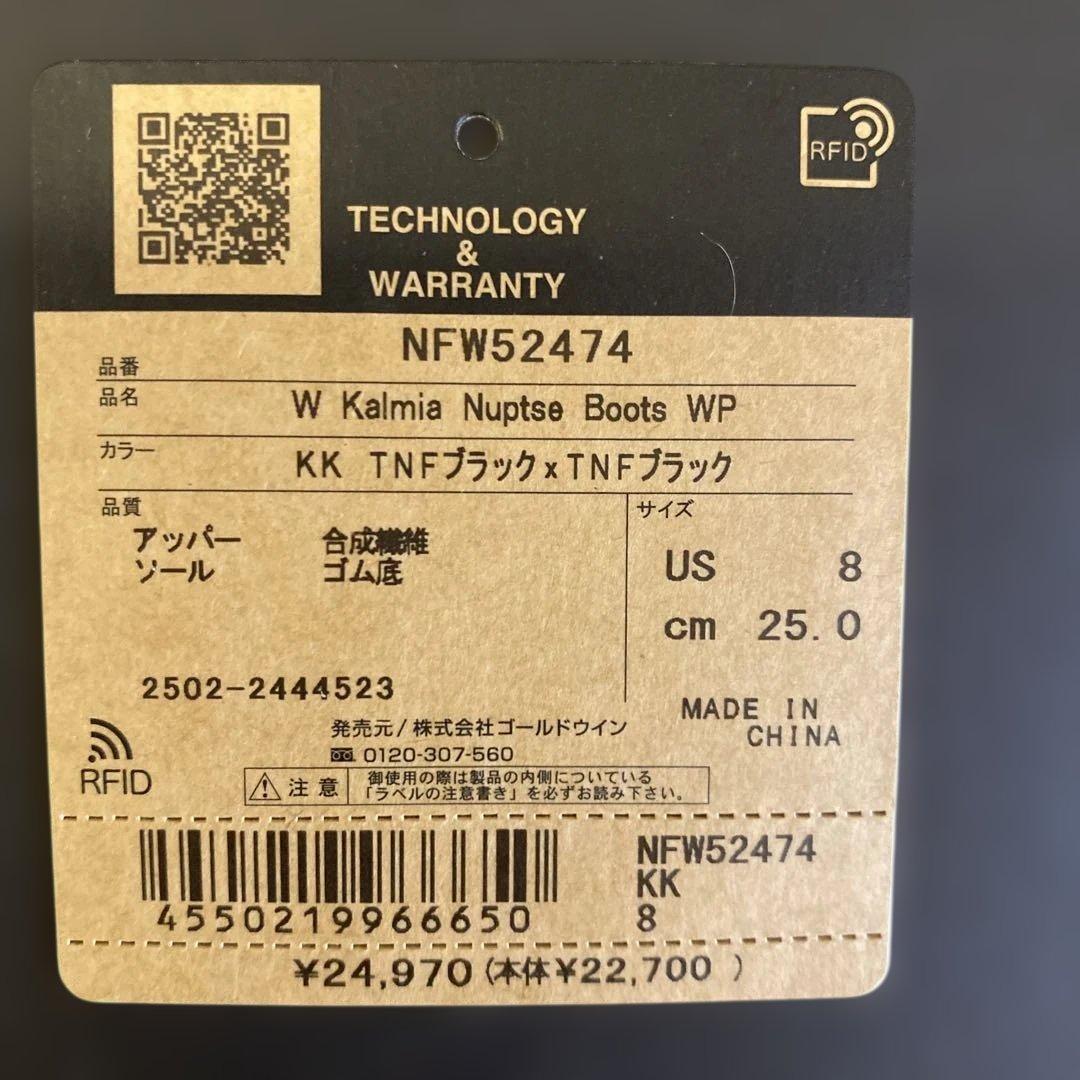 RFID
TECHNOLOGY
&
WARRANTY
品番 NFW52474
品名 W Kalmia Nuptse Boots WP
カラー KK TNFブラックxTNFブラック
品質
アッパー 合成繊維
ソール ゴム底
サイズ
US 8
cm 25.0
2502-2444523
MADE IN
CHINA
RFID
発売元/株式会社ゴールドウイン
0120-307-560
注意
御使用の際は製品の内側についている
「ラベルの注意書き」を必ずお読み下さい。
4550219966650
NFW52474
KK
8
¥24,970(本体¥22,700 )